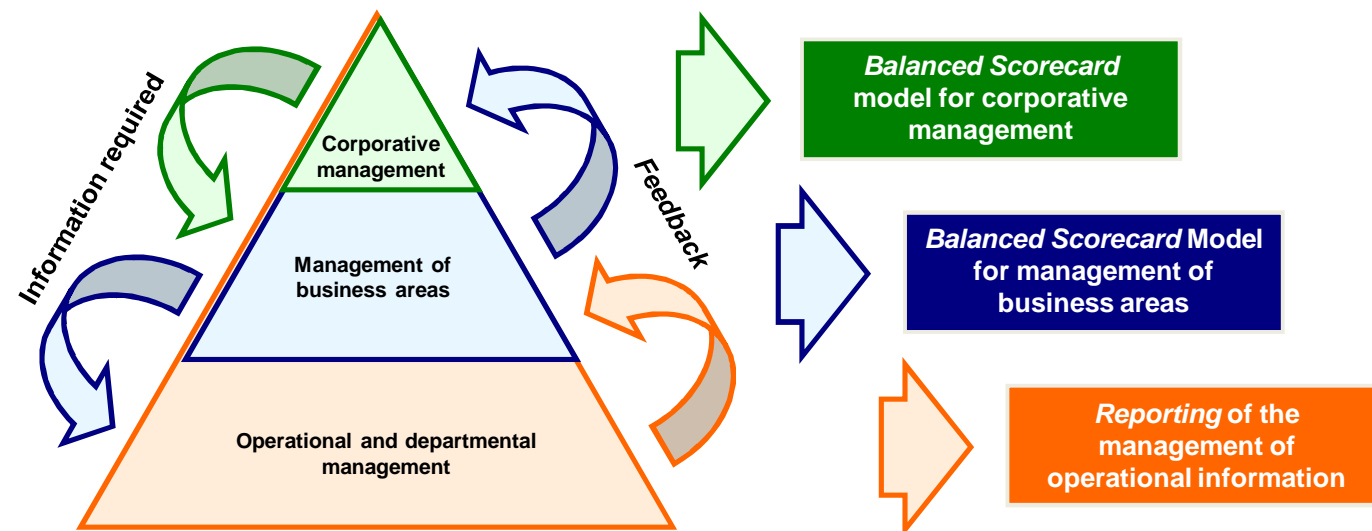 Information required
Corporative
management
Management of
business areas
Operational and departmental
management
Feedback
Balanced Scorecard
model for corporative
management
Balanced Scorecard Model
for management of
business areas
Reporting of the
management of
operational information